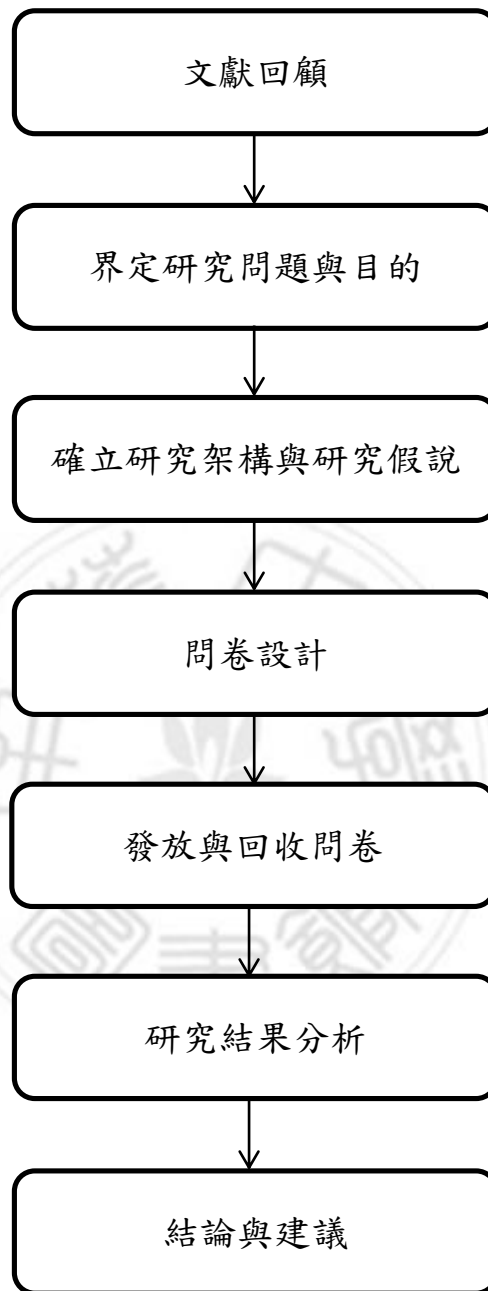 文獻回顧
界定研究問題與目的
確立研究架構與研究假說
問卷設計
發放與回收問卷
研究結果分析
結論與建議